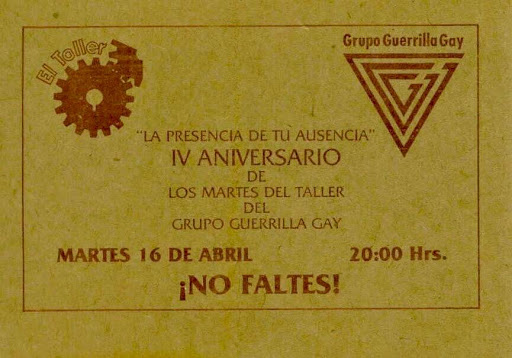 El Taller
Grupo Guerrilla Gay
"LA PRESENCIA DE TU AUSENCIA"
IV ANIVERSARIO
DE
LOS MARTES DEL TALLER
DEL
GRUPO GUERRILLA GAY
MARTES 16 DE ABRIL 20:00 Hrs.
¡NO FALTES!